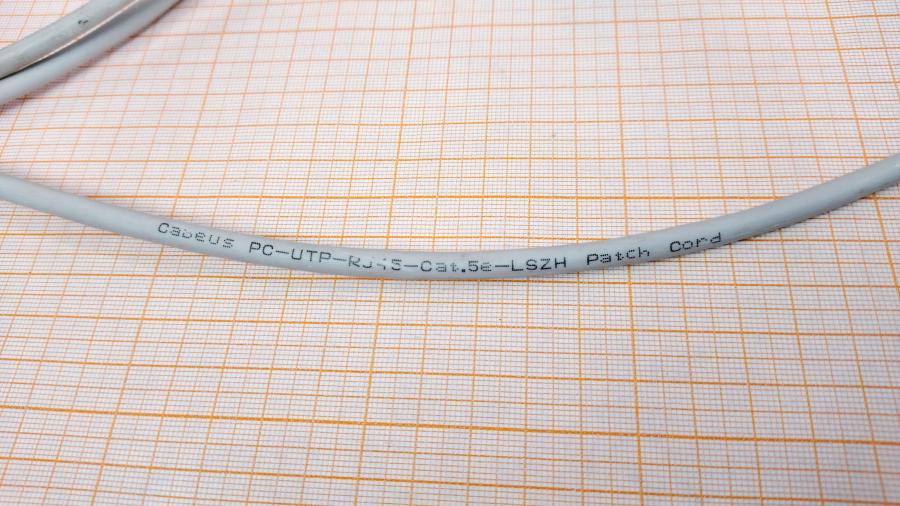 Cabeus PC-UTP-RJ45-Cat.5e-LSZH Patch Cord